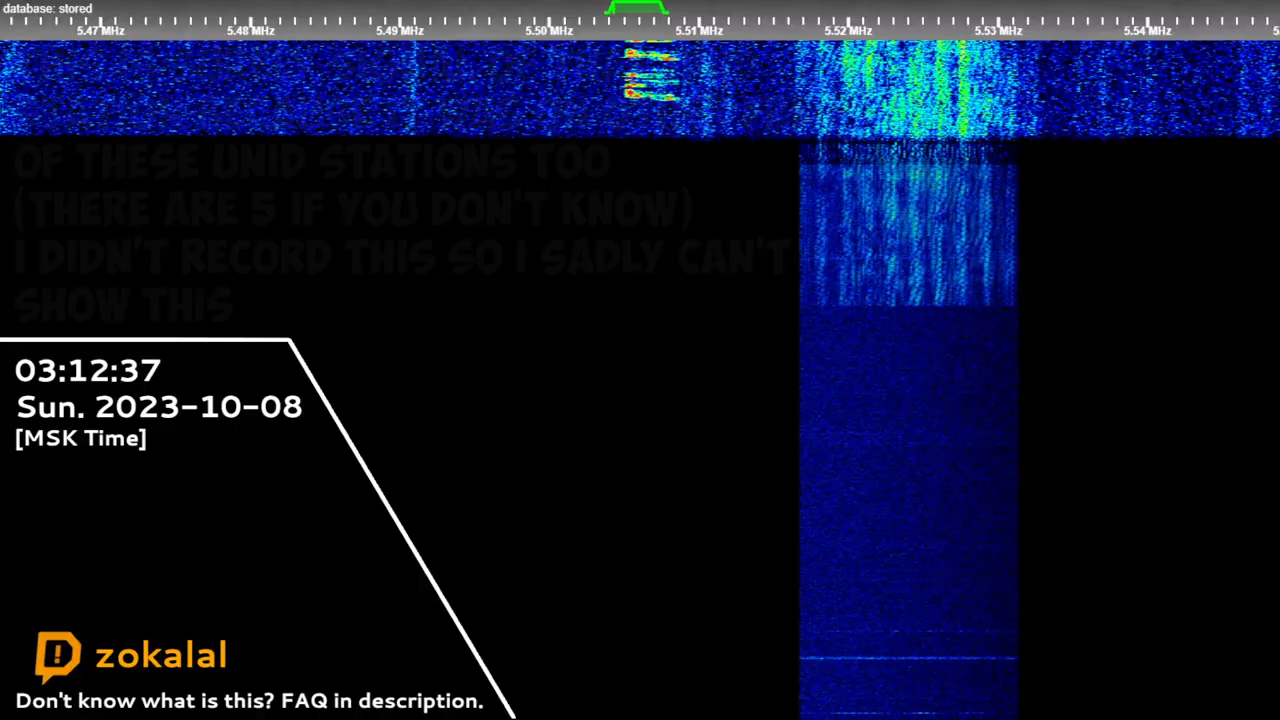 database: stored
5.47 MHz 5.48 MHz 5.49 MHz 5.50 MHz 5.51 MHz 5.52 MHz 5.53 MHz 5.54 MHz 5
OF THESE UNID STATIONS TOO
(THERE ARE 5 IF YOU DON'T KNOW)
I DIDN'T RECORD THIS SO I SADLY CAN'T
SHOW THIS
03:12:37
Sun. 2023-10-08
[MSK Time]
zokalal
Don't know what is this? FAQ in description.